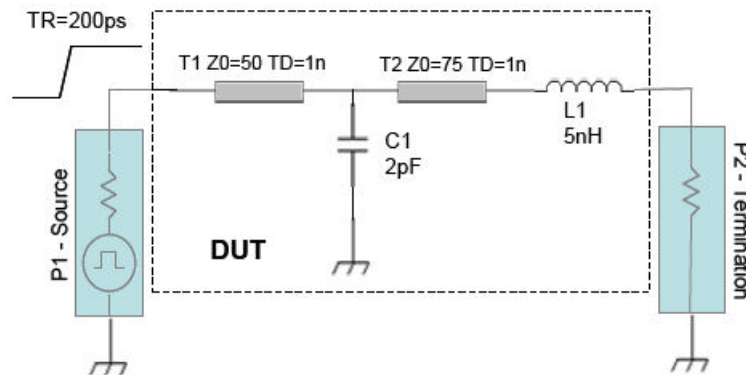 TR=200ps
T1 Z0=50 TD=1n
T2 Z0=75 TD=1n
L1
5nH
C1
2pF
P1 - Source
DUT
P2 - Termination